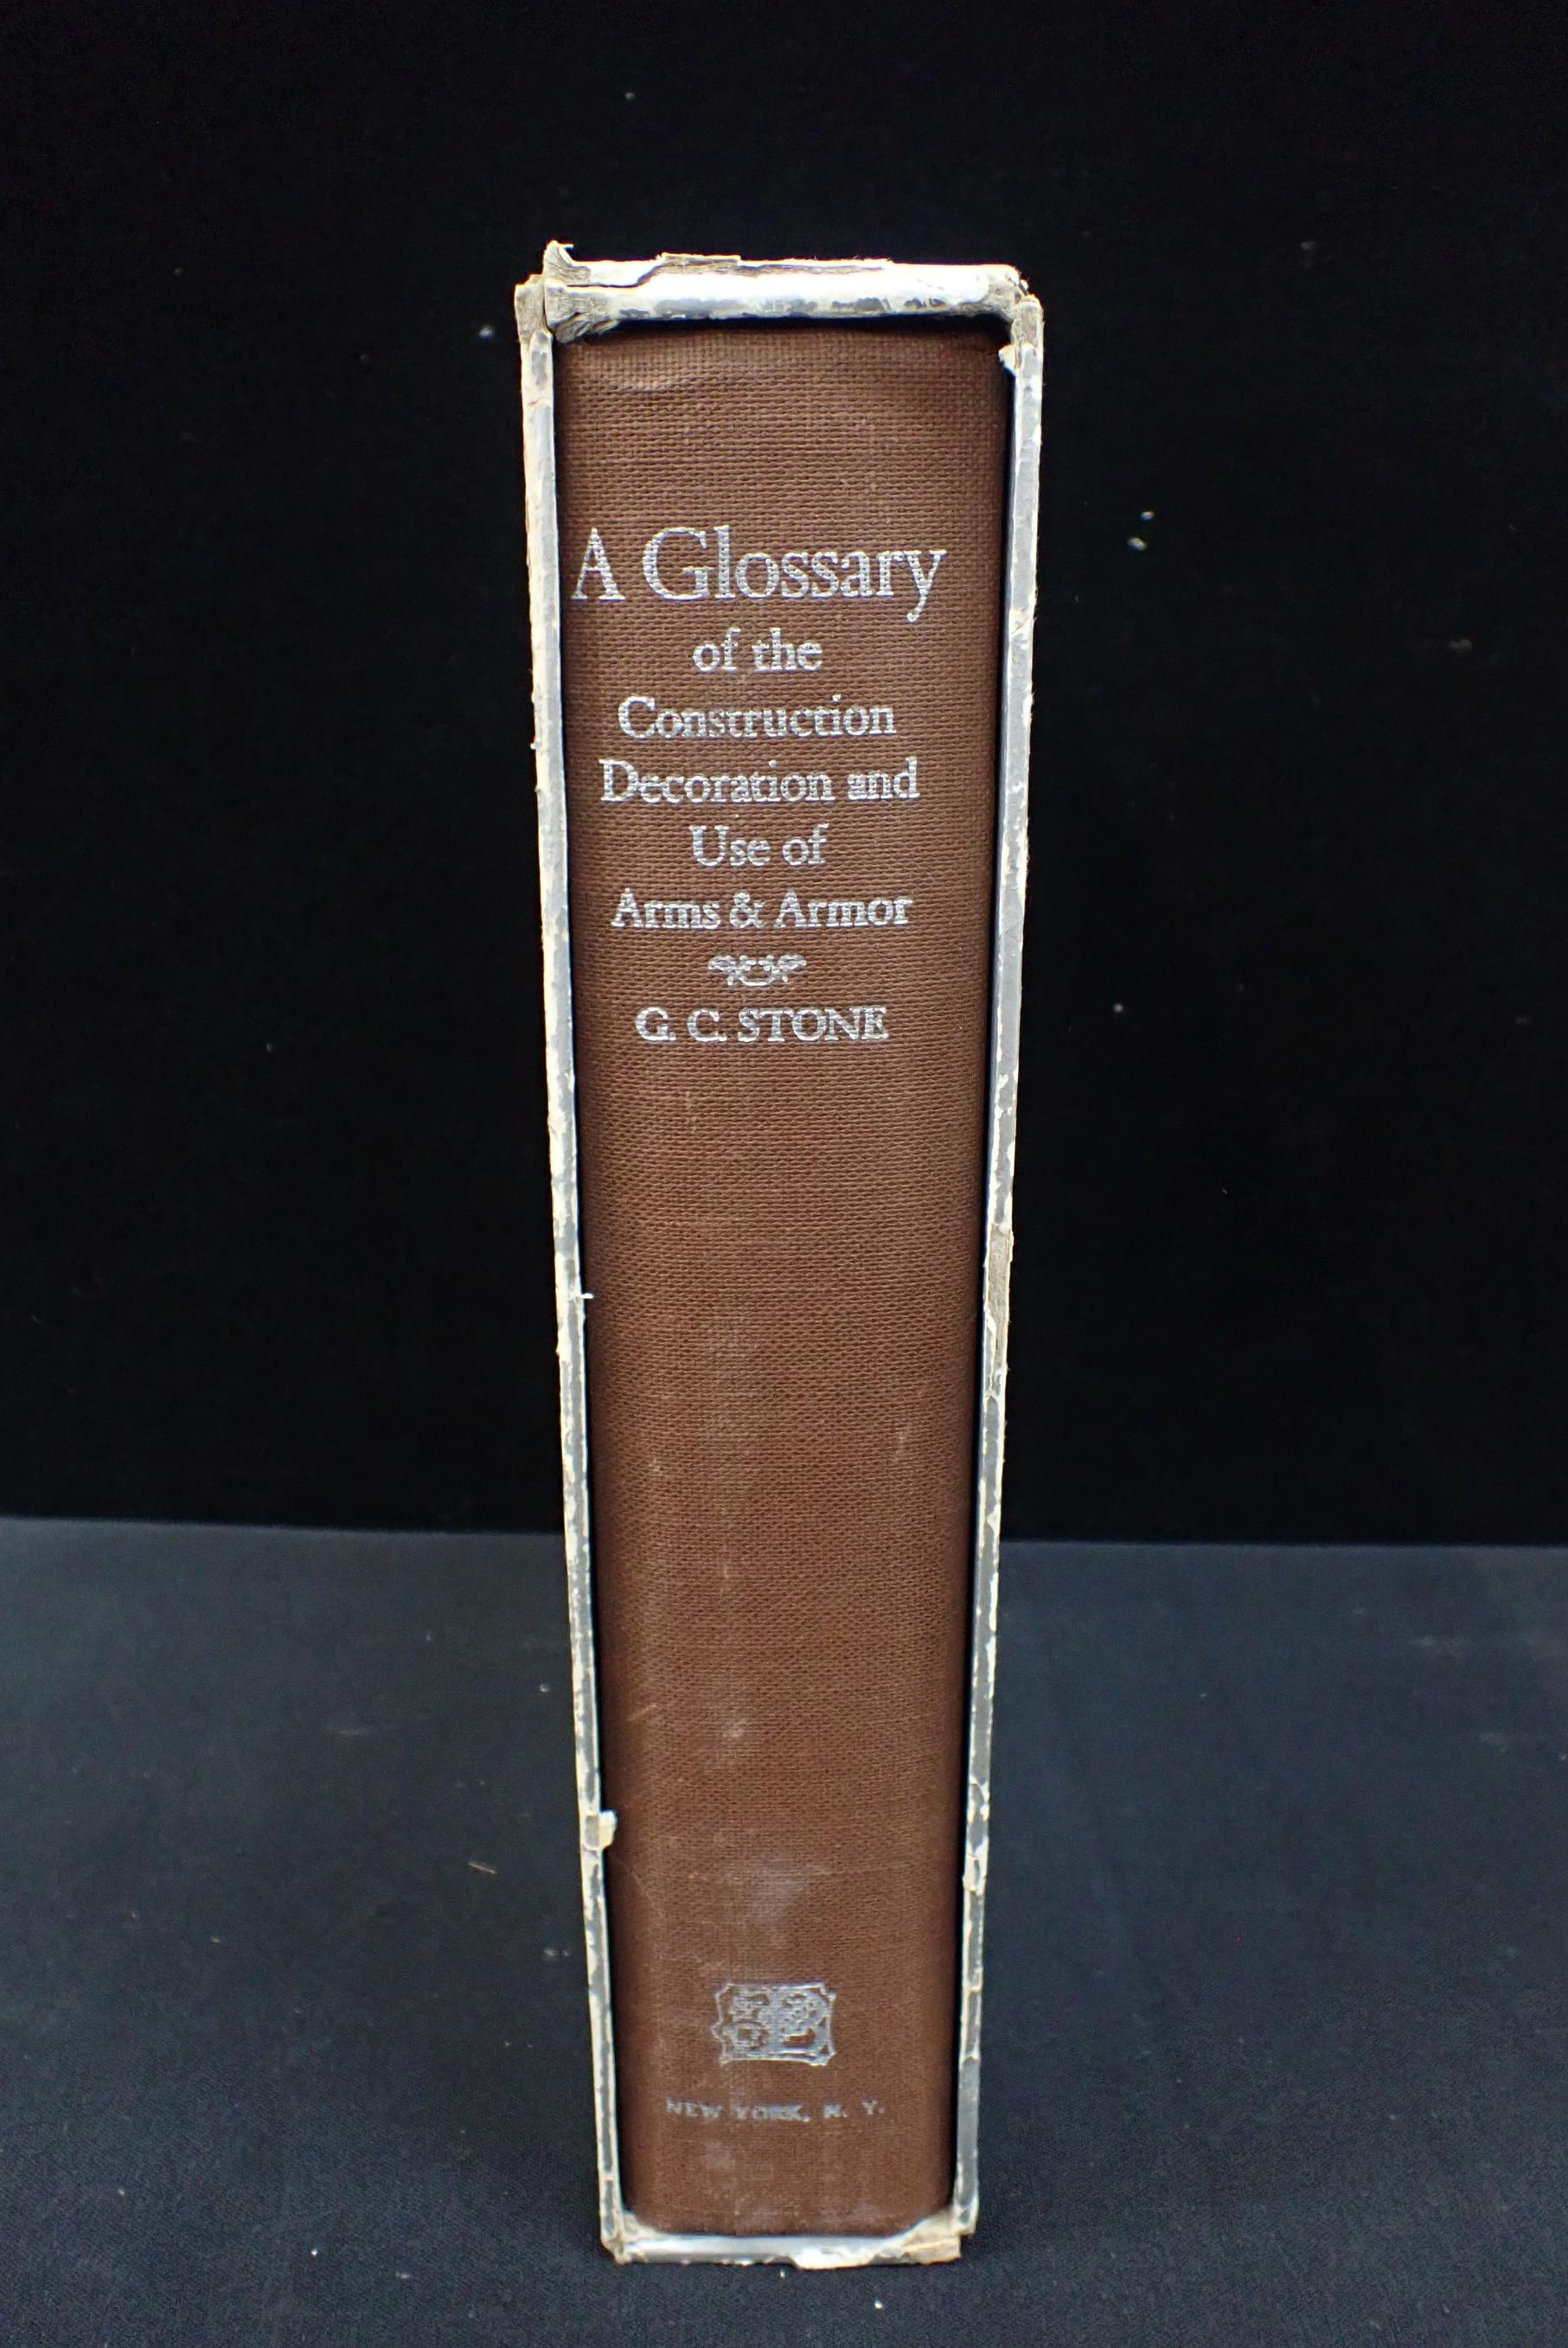 A Glossary
of the
Construction
Decoration and
Use of
Arms & Armor
G. C. STONE
NEW YORK, N. Y.